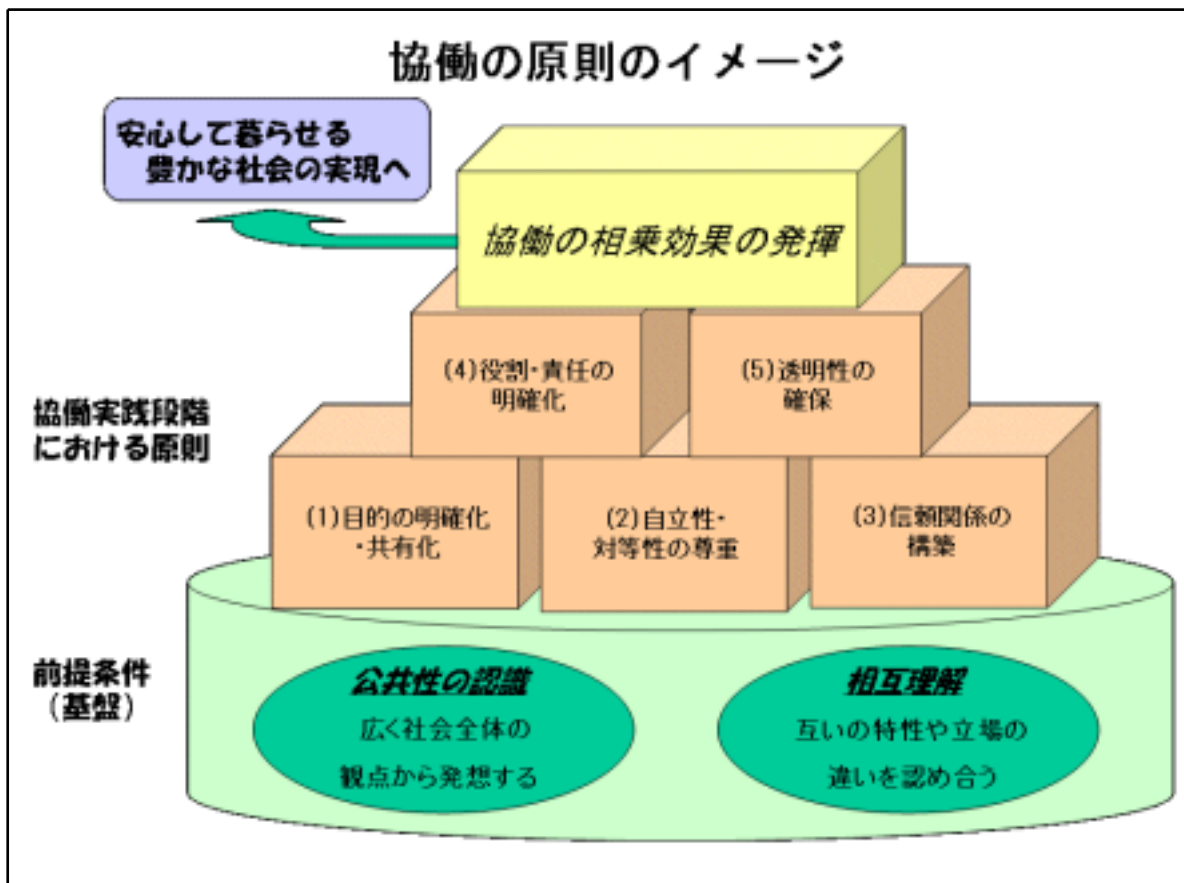 協働の原則のイメージ
安心して暮らせる
豊かな社会の実現へ
協働の相乗効果の発揮
(4)役割・責任の
明確化
(5)透明性の
確保
協働実践段階
における原則
(1)目的の明確化
・共有化
(2)自立性・
対等性の尊重
(3)信頼関係の
構築
前提条件
(基盤)
公共性の認識
広く社会全体の
観点から発想する
相互理解
互いの特性や立場の
違いを認め合う